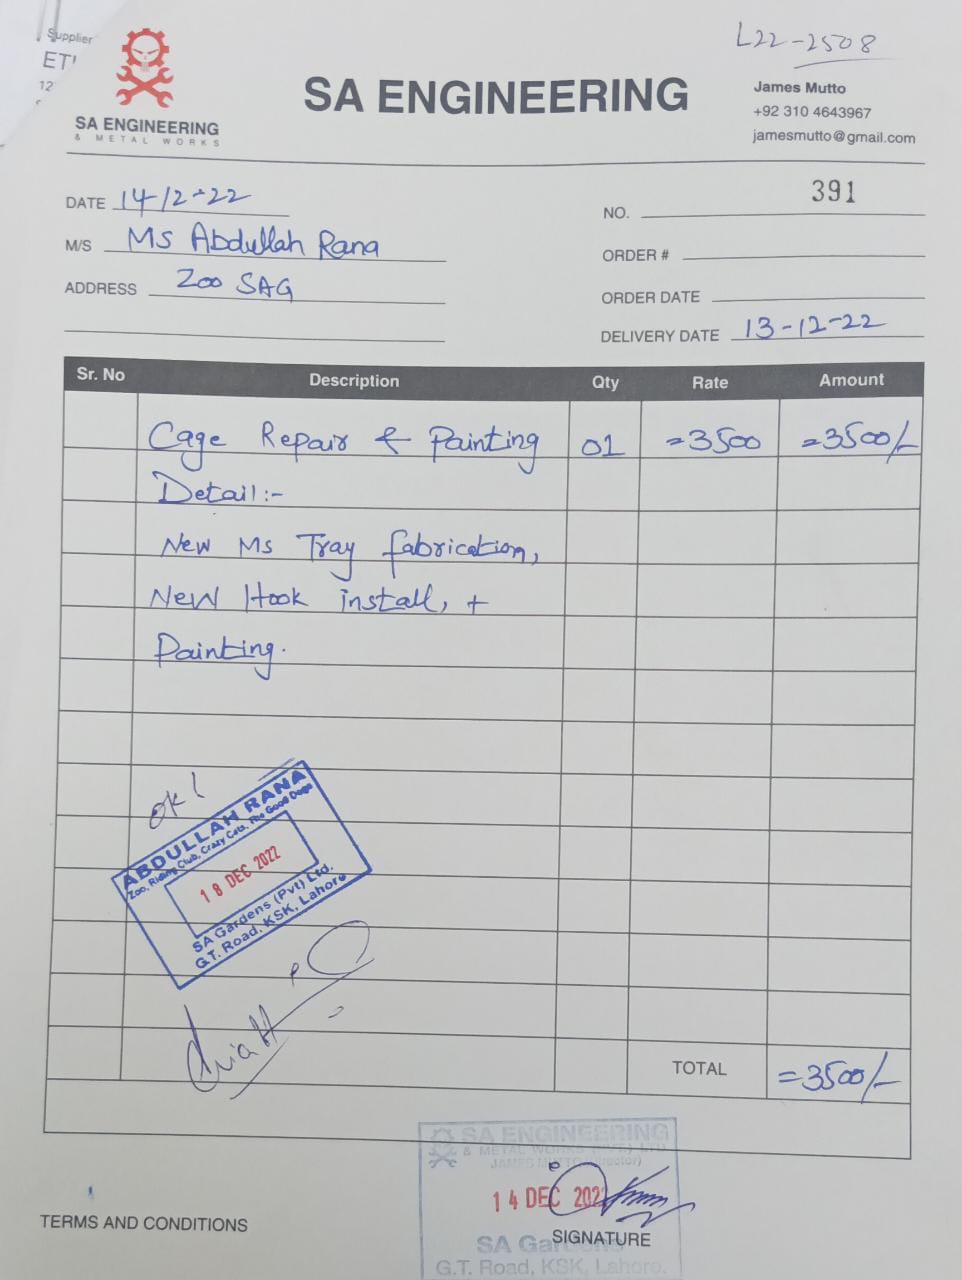 Supplier
L22-2508
SA ENGINEERING
& METAL WORKS
SA ENGINEERING
James Mutto
+92 310 4643967
jamesmutto@gmail.com
DATE 14-12-22
NO. 391
M/S Ms Abdullah Rana
ORDER #
ADDRESS Zoo SAG
ORDER DATE
DELIVERY DATE 13-12-22
Sr. No Description Qty Rate Amount
Cage Repair & Painting 01 =3500 =3500/-
Detail:-
New Ms Tray fabrication,
New Hook install, +
Painting.
ok!
ABDULLAH RANA
Zoo, Riding Club, Crazy Cats, The Good Dogs
18 DEC 2022
SA Gardens (Pvt) Ltd.
G.T. Road, KSK, Lahore
TOTAL =3500/-
SA ENGINEERING
& METAL WORKS (PVT) LTD
JAMES MUTTO (Director)
14 DEC 202
TERMS AND CONDITIONS
SIGNATURE
SA Gardens
G.T. Road, KSK, Lahore.